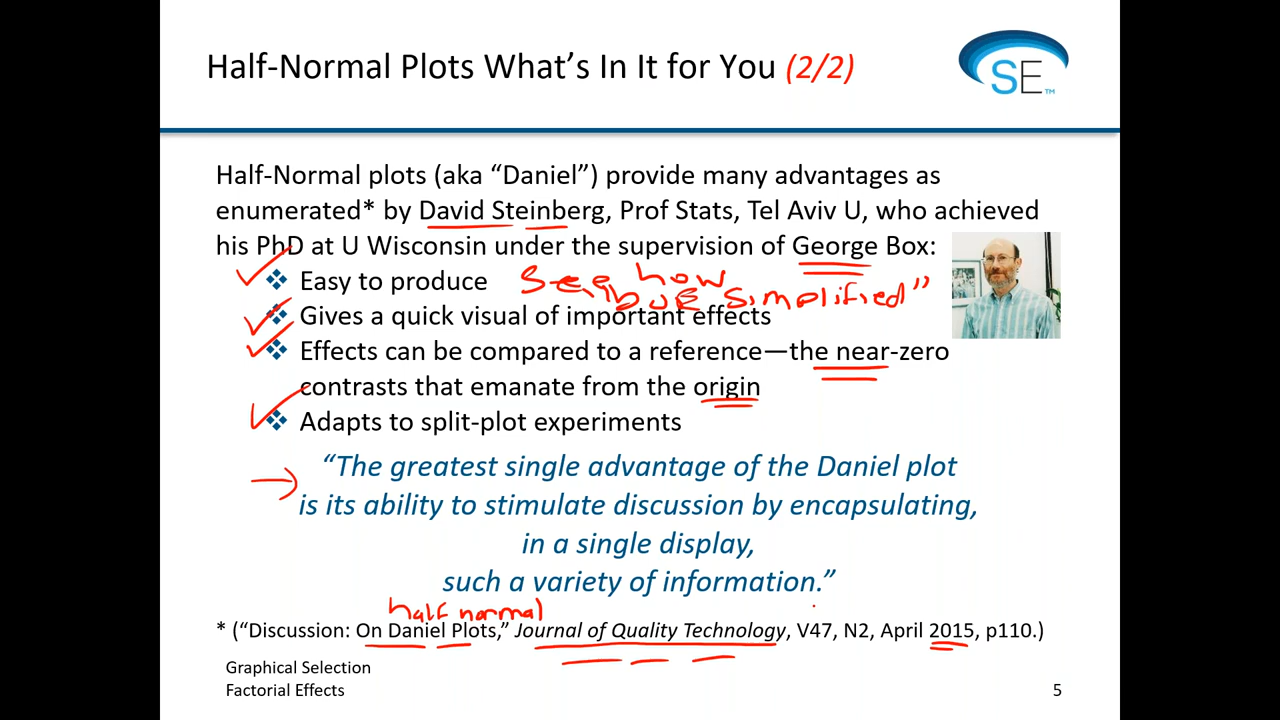 Half-Normal Plots What's In It for You (2/2)
SE™
Half-Normal plots (aka “Daniel”) provide many advantages as
enumerated* by David Steinberg, Prof Stats, Tel Aviv U, who achieved
his PhD at U Wisconsin under the supervision of George Box:
❖ Easy to produce
See how
simplified”
❖ Gives a quick visual of important effects
❖ Effects can be compared to a reference—the near-zero
contrasts that emanate from the origin
❖ Adapts to split-plot experiments
“The greatest single advantage of the Daniel plot
is its ability to stimulate discussion by encapsulating,
in a single display,
such a variety of information.”
half normal
* (“Discussion: On Daniel Plots,” Journal of Quality Technology, V47, N2, April 2015, p110.)
Graphical Selection
Factorial Effects
5